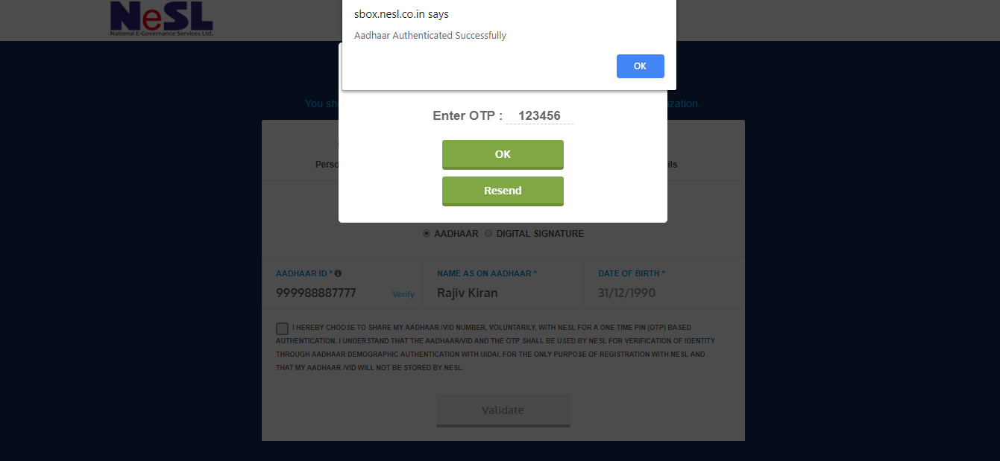 NeSL
National E-Governance Services Ltd.
sbox.nesl.co.in says
Aadhaar Authenticated Successfully
OK
You sh
zation.
Enter OTP : 123456
OK
Resend
Perso
ils
AADHAAR DIGITAL SIGNATURE
AADHAAR ID * NAME AS ON AADHAAR * DATE OF BIRTH *
999988887777 Verify Rajiv Kiran 31/12/1990
I HEREBY CHOOSE TO SHARE MY AADHAAR /VID NUMBER, VOLUNTARILY, WITH NESL FOR A ONE TIME PIN (OTP) BASED
AUTHENTICATION. I UNDERSTAND THAT THE AADHAAR/VID AND THE OTP SHALL BE USED BY NESL FOR VERIFICATION OF IDENTITY
THROUGH AADHAAR DEMOGRAPHIC AUTHENTICATION WITH UIDAI, FOR THE ONLY PURPOSE OF REGISTRATION WITH NESL AND
THAT MY AADHAAR /VID WILL NOT BE STORED BY NESL.
Validate